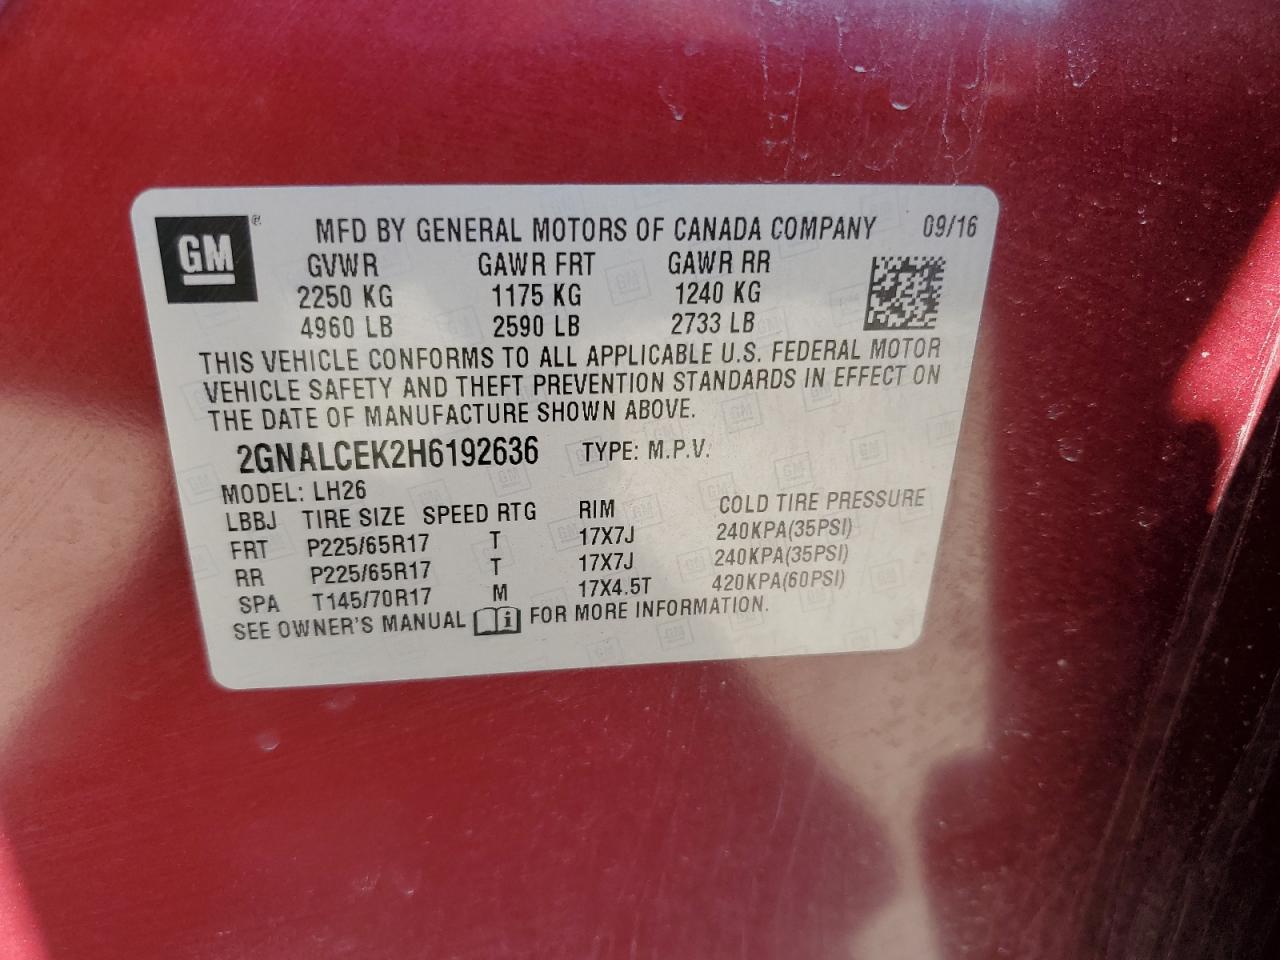 GM ® MFD BY GENERAL MOTORS OF CANADA COMPANY 09/16
GVWR GAWR FRT GAWR RR
2250 KG 1175 KG 1240 KG
4960 LB 2590 LB 2733 LB
THIS VEHICLE CONFORMS TO ALL APPLICABLE U.S. FEDERAL MOTOR
VEHICLE SAFETY AND THEFT PREVENTION STANDARDS IN EFFECT ON
THE DATE OF MANUFACTURE SHOWN ABOVE.
2GNALCEK2H6192636 TYPE: M.P.V.
MODEL: LH26
LBBJ TIRE SIZE SPEED RTG RIM COLD TIRE PRESSURE
FRT P225/65R17 T 17X7J 240KPA(35PSI)
RR P225/65R17 T 17X7J 240KPA(35PSI)
SPA T145/70R17 M 17X4.5T 420KPA(60PSI)
SEE OWNER'S MANUAL i FOR MORE INFORMATION.